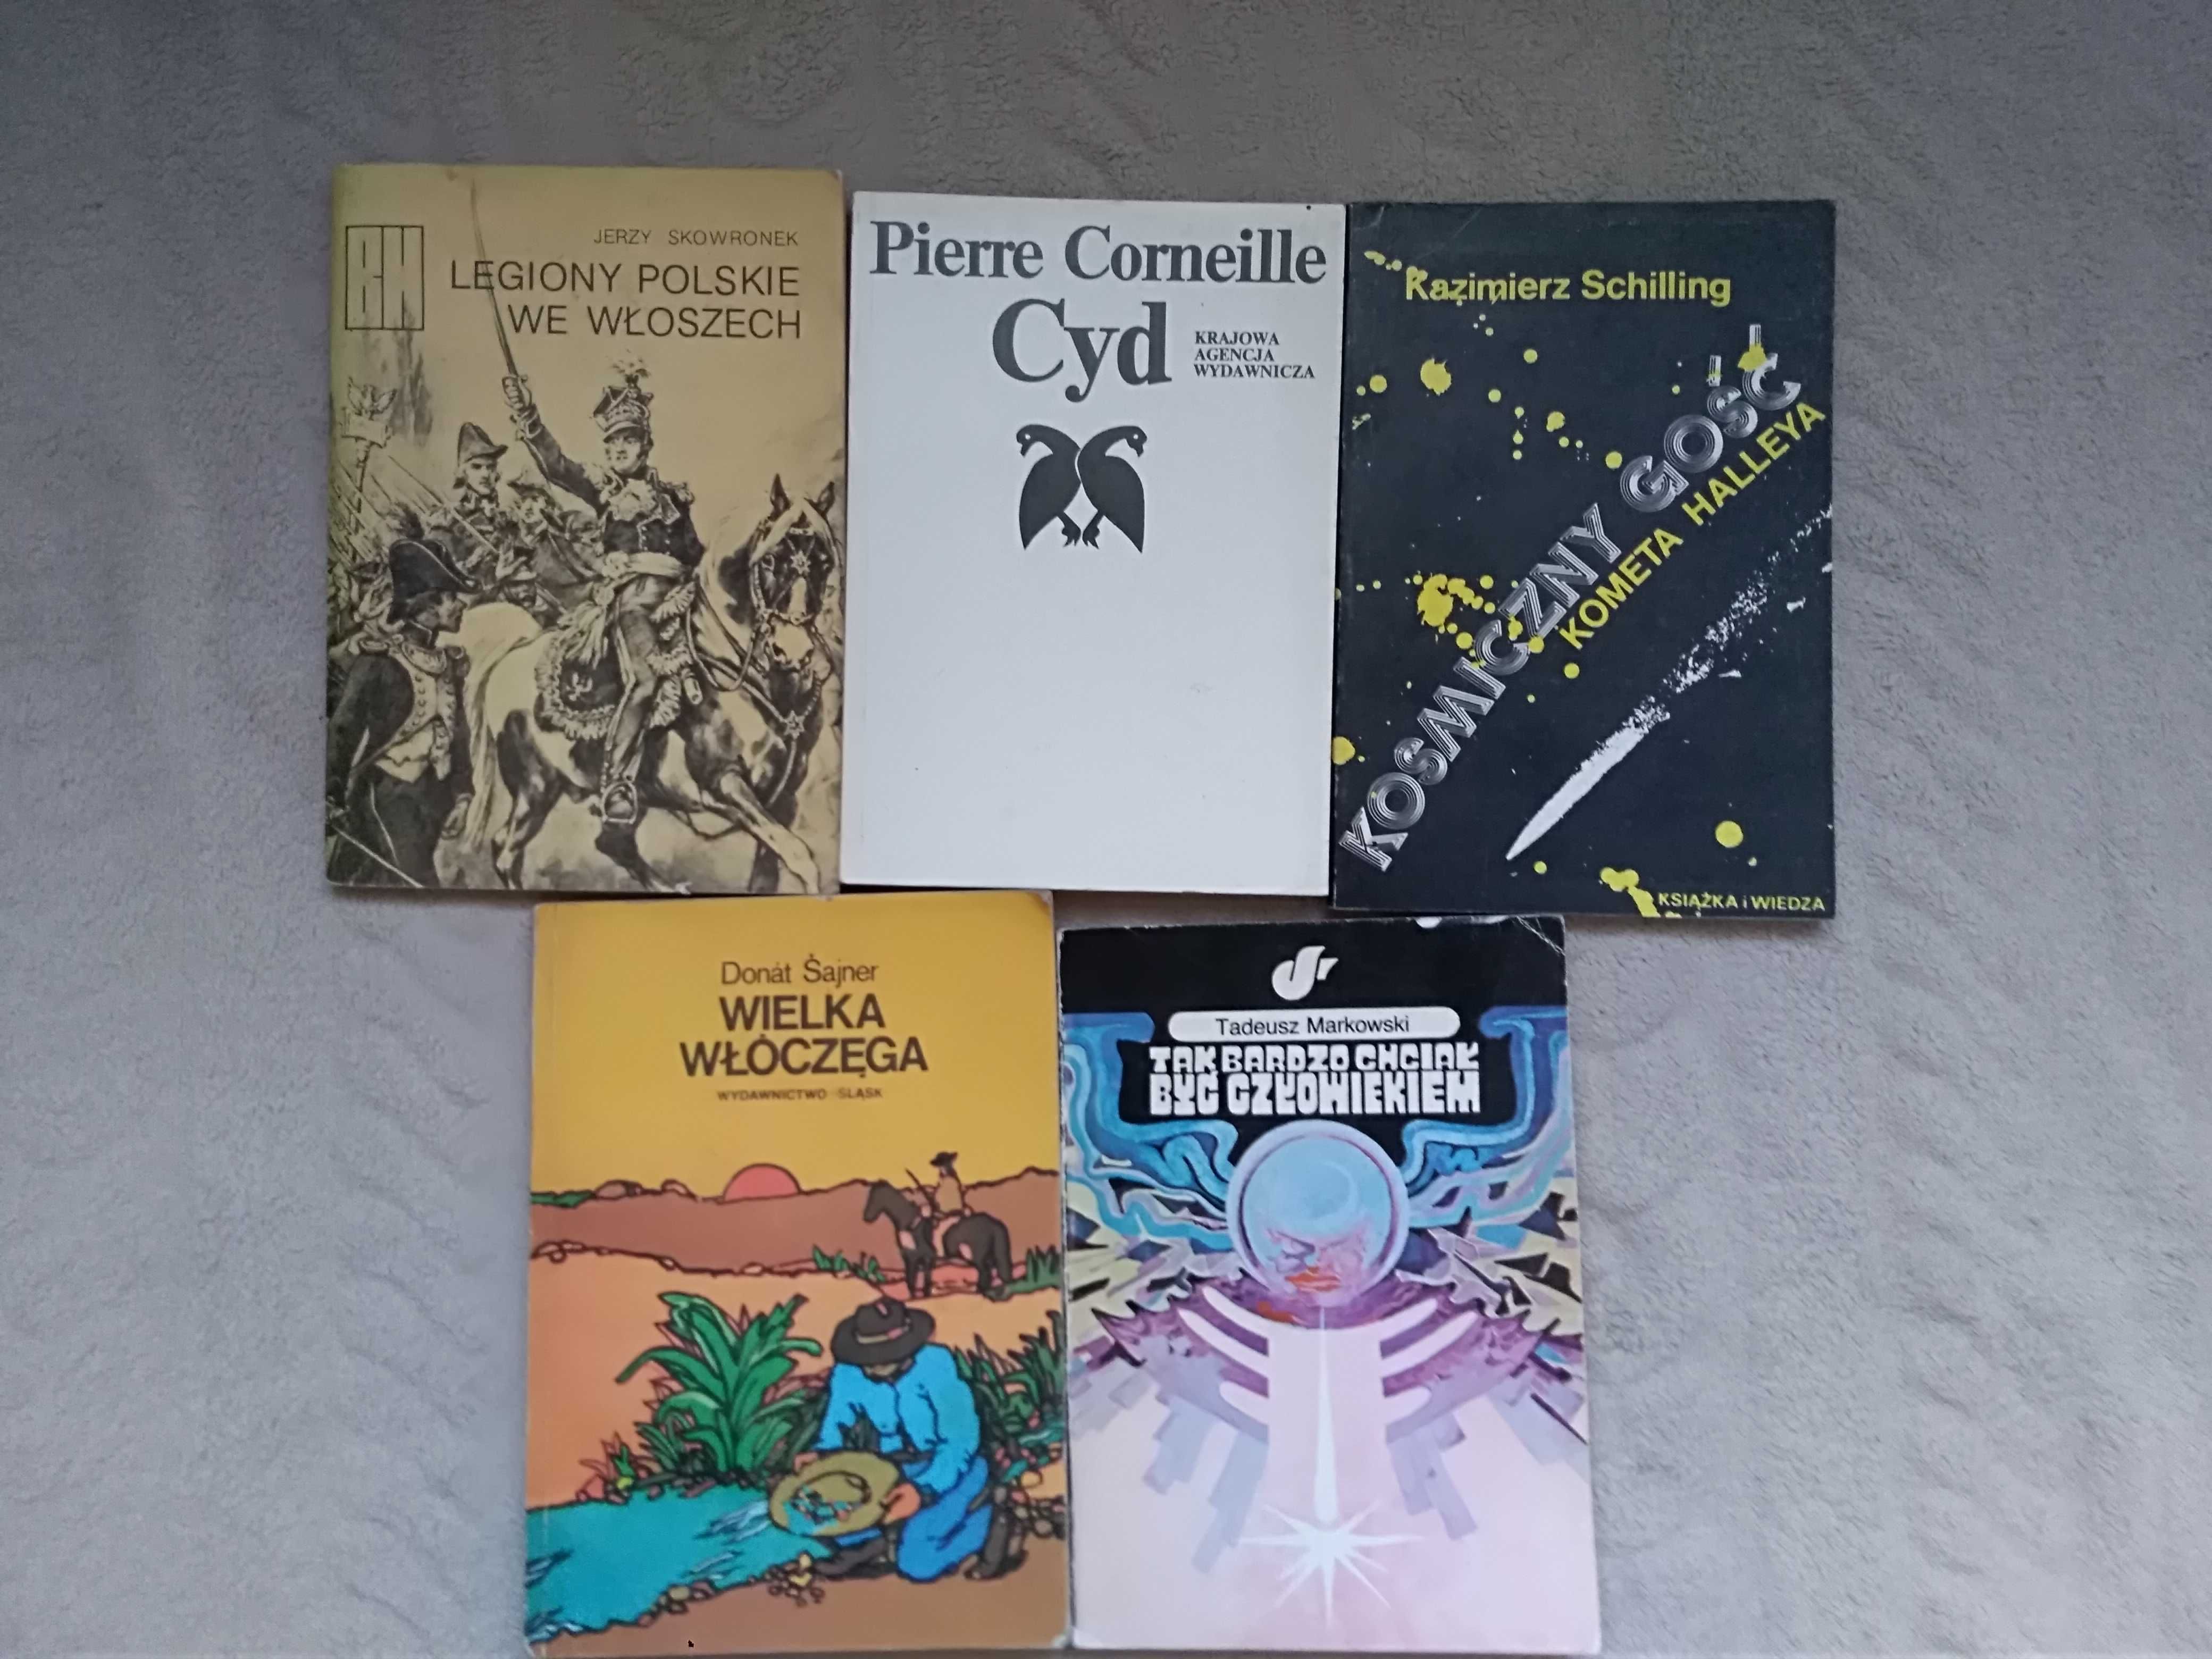 BH
JERZY SKOWRONEK
LEGIONY POLSKIE
WE WŁOSZECH
Pierre Corneille
Cyd
KRAJOWA
AGENCJA
WYDAWNICZA
Kazimierz Schilling
KOSMICZNY GOŚĆ
KOMETA HALLEYA
KSIĄŻKA i WIEDZA
Donát Šajner
WIELKA
WŁÓCZĘGA
WYDAWNICTWO ŚLĄSK
Tadeusz Markowski
TAK BARDZO CHCIAŁ
BYĆ CZŁOWIEKIEM